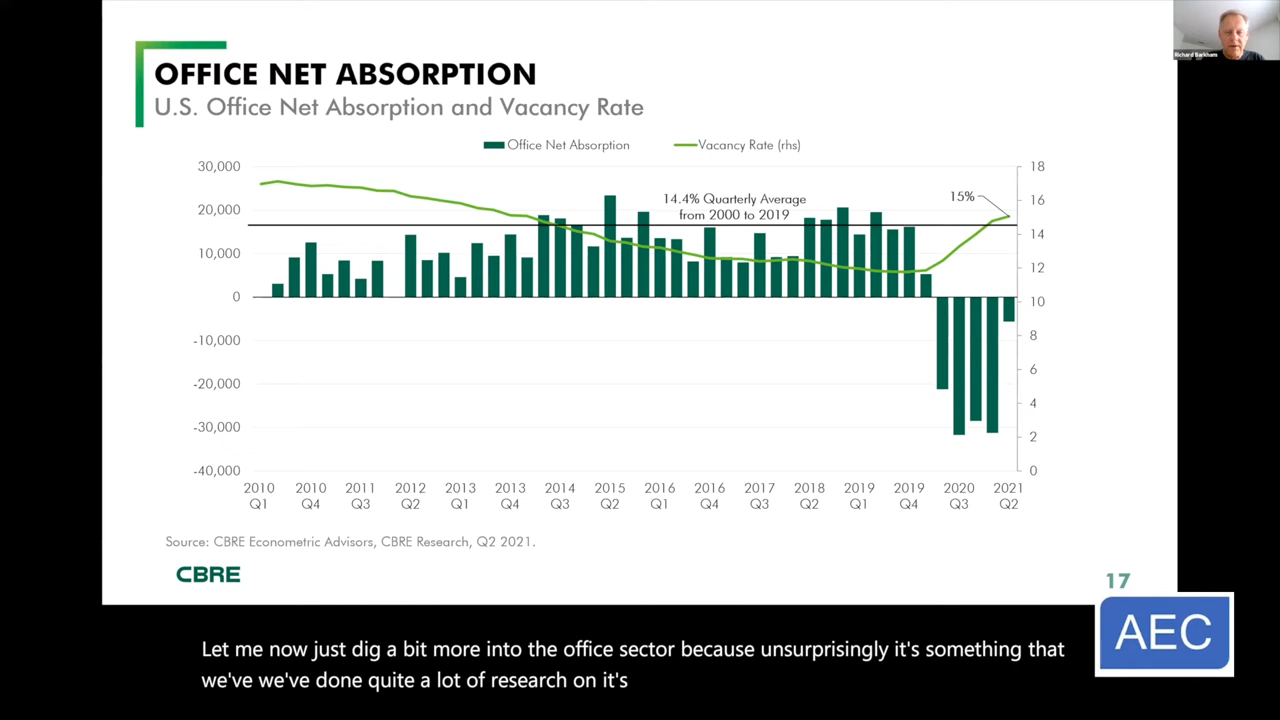 Richard Barkham
OFFICE NET ABSORPTION
U.S. Office Net Absorption and Vacancy Rate
Office Net Absorption
Vacancy Rate (rhs)
30,000
20,000
10,000
0
-10,000
-20,000
-30,000
-40,000
18
16
14
12
10
8
6
4
2
0
14.4% Quarterly Average
from 2000 to 2019
15%
2010 2010 2011 2012 2013 2013 2014 2015 2016 2016 2017 2018 2019 2019 2020 2021
Q1 Q4 Q3 Q2 Q1 Q4 Q3 Q2 Q1 Q4 Q3 Q2 Q1 Q4 Q3 Q2
Source: CBRE Econometric Advisors, CBRE Research, Q2 2021.
CBRE
17
AEC
Let me now just dig a bit more into the office sector because unsurprisingly it's something that
we've we've done quite a lot of research on it's